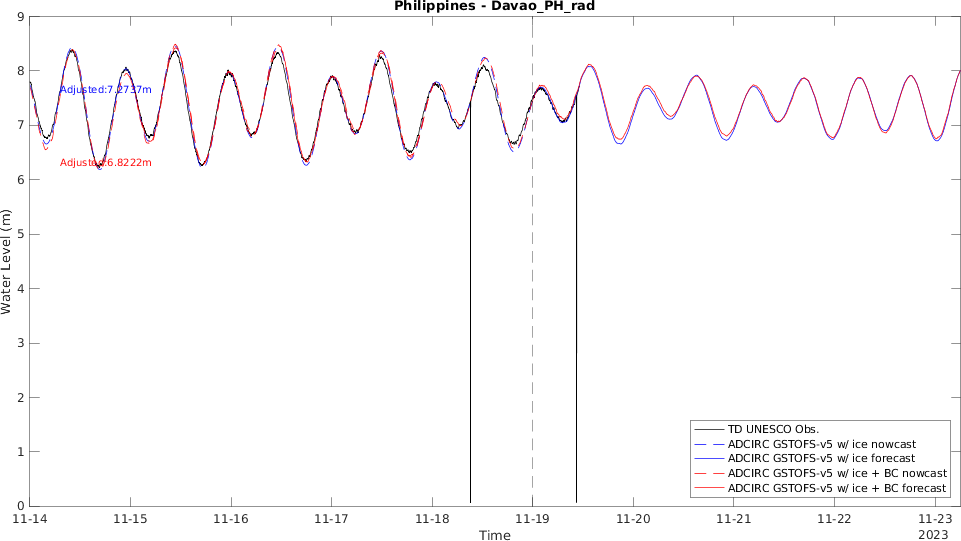 Philippines - Davao_PH_rad
9
8
7
6
5
4
3
2
1
0
Water Level (m)
Adjusted:7.2737m
Adjusted:6.8222m
TD UNESCO Obs.
ADCIRC GSTOFS-v5 w/ ice nowcast
ADCIRC GSTOFS-v5 w/ ice forecast
ADCIRC GSTOFS-v5 w/ ice + BC nowcast
ADCIRC GSTOFS-v5 w/ ice + BC forecast
11-14 11-15 11-16 11-17 11-18 11-19 11-20 11-21 11-22 11-23
Time
2023